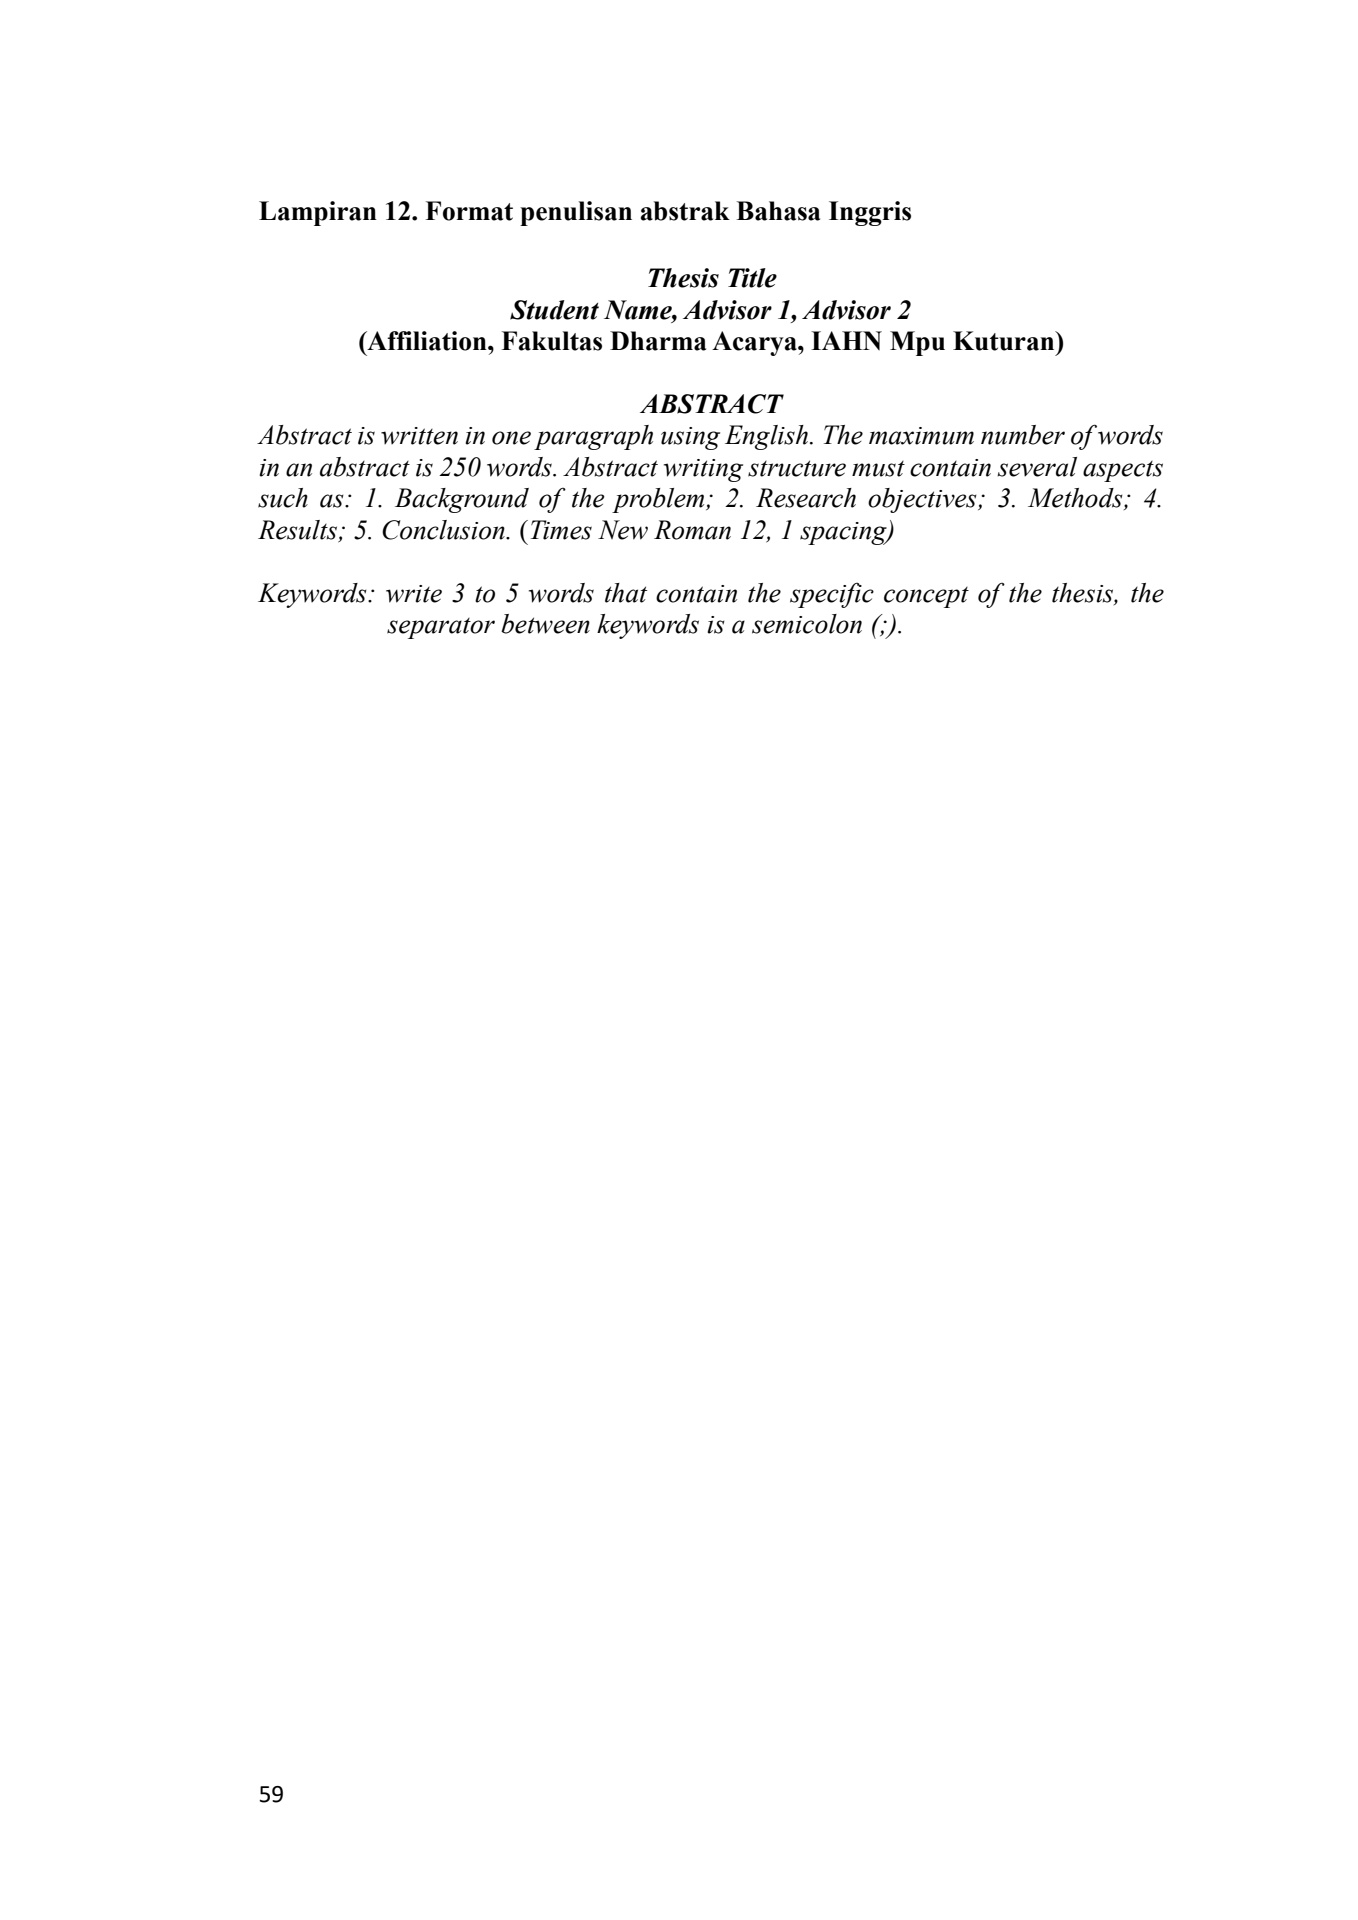 Lampiran 12. Format penulisan abstrak Bahasa Inggris
Thesis Title
Student Name, Advisor 1, Advisor 2
(Affiliation, Fakultas Dharma Acarya, IAHN Mpu Kuturan)
ABSTRACT
Abstract is written in one paragraph using English. The maximum number of words
in an abstract is 250 words. Abstract writing structure must contain several aspects
such as: 1. Background of the problem; 2. Research objectives; 3. Methods; 4.
Results; 5. Conclusion. (Times New Roman 12, 1 spacing)
Keywords: write 3 to 5 words that contain the specific concept of the thesis, the
separator between keywords is a semicolon (;).
59